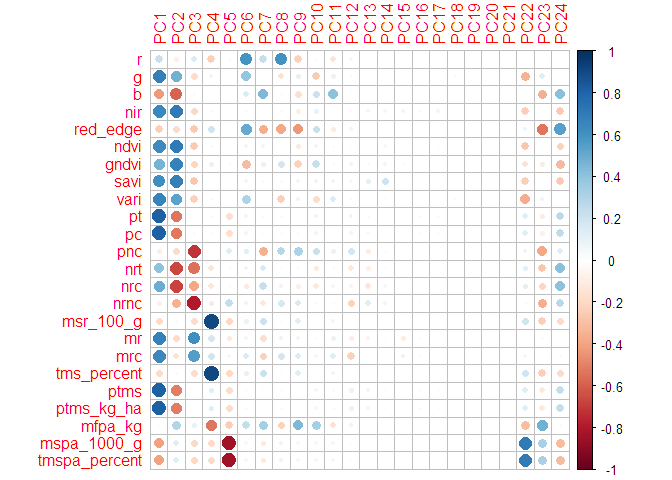 PC1 PC2 PC3 PC4 PC5 PC6 PC7 PC8 PC9 PC10 PC11 PC12 PC13 PC14 PC15 PC16 PC17 PC18 PC19 PC20 PC21 PC22 PC23 PC24
r
g
b
nir
red_edge
ndvi
gndvi
savi
vari
pt
pc
pnc
nrt
nrc
nrnc
msr_100_g
mr
mrc
tms_percent
ptms
ptms_kg_ha
mfpa_kg
mspa_1000_g
tmspa_percent
1
0.8
0.6
0.4
0.2
0
-0.2
-0.4
-0.6
-0.8
-1